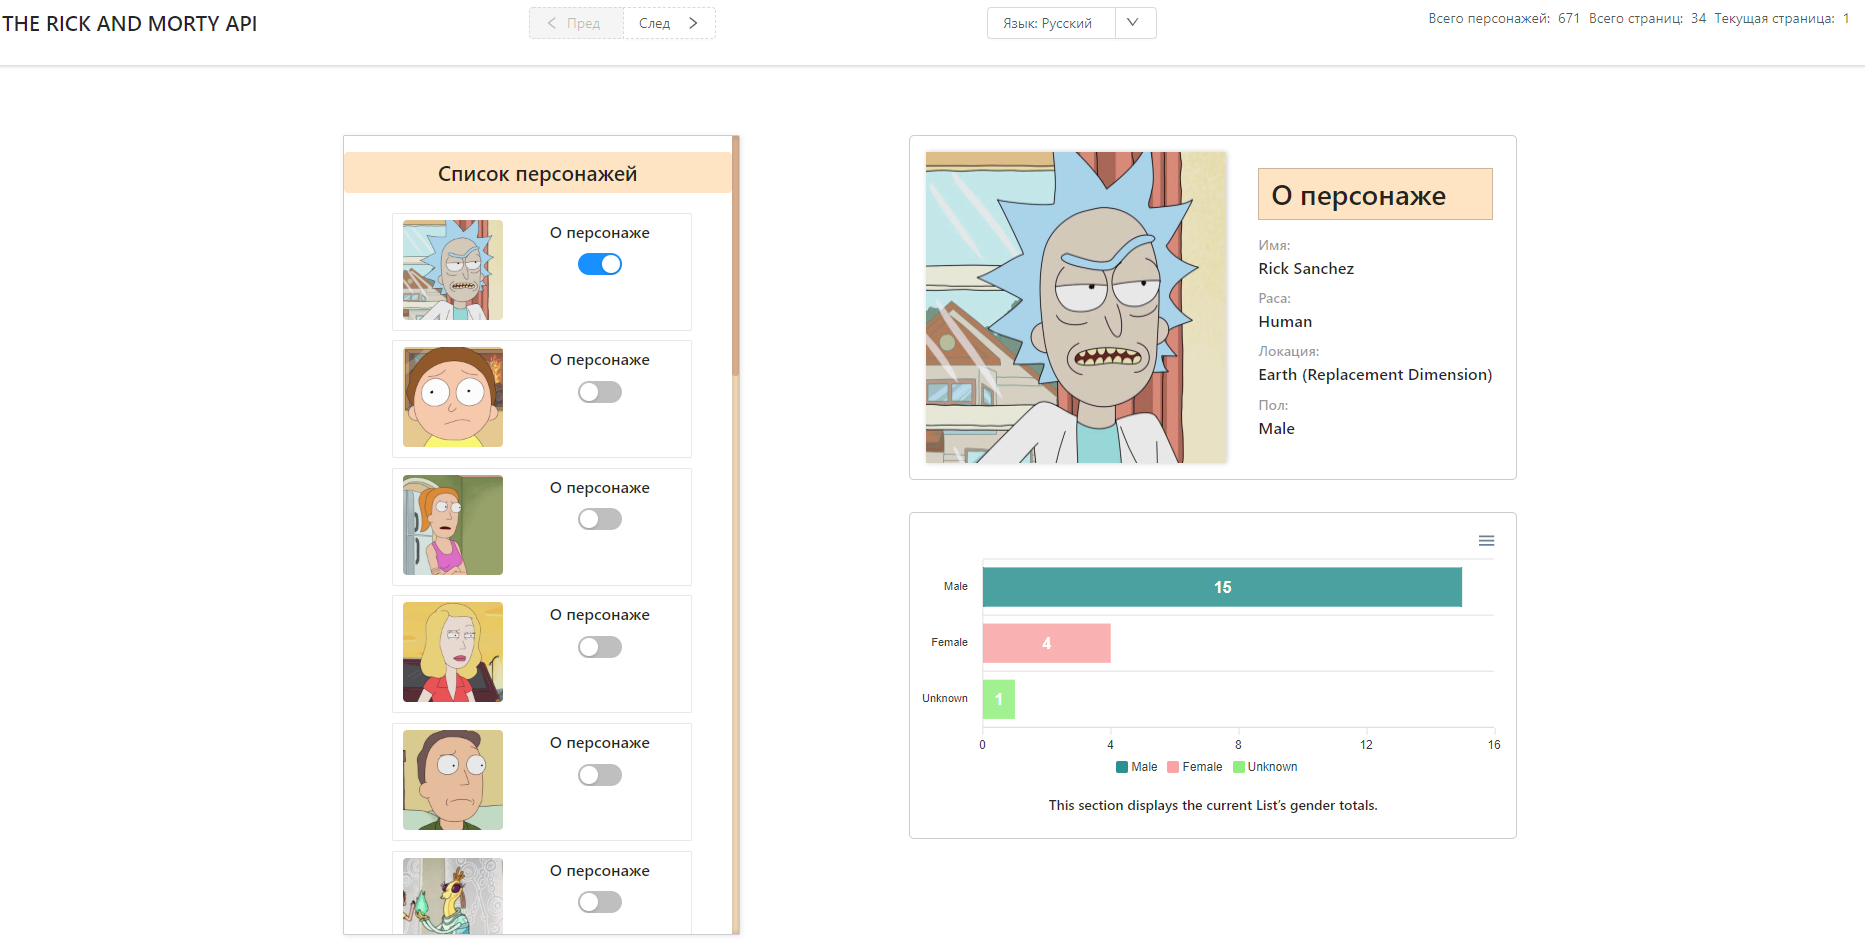 THE RICK AND MORTY API
Пред
След
Язык: Русский
Всего персонажей: 671 Всего страниц: 34 Текущая страница: 1
Список персонажей
О персонаже
О персонаже
О персонаже
О персонаже
О персонаже
О персонаже
О персонаже
Имя:
Rick Sanchez
Раса:
Human
Локация:
Earth (Replacement Dimension)
Пол:
Male
Male
15
Female
4
Unknown
1
0 4 8 12 16
Male Female Unknown
This section displays the current List’s gender totals.